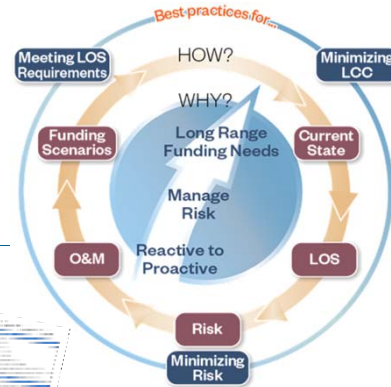 Best practices for...
Meeting LOS
Requirements
HOW?
Minimizing
LCC
WHY?
Funding
Scenarios
Long Range
Funding Needs
Current
State
Manage
Risk
O&M
Reactive to
Proactive
LOS
Risk
Minimizing
Risk